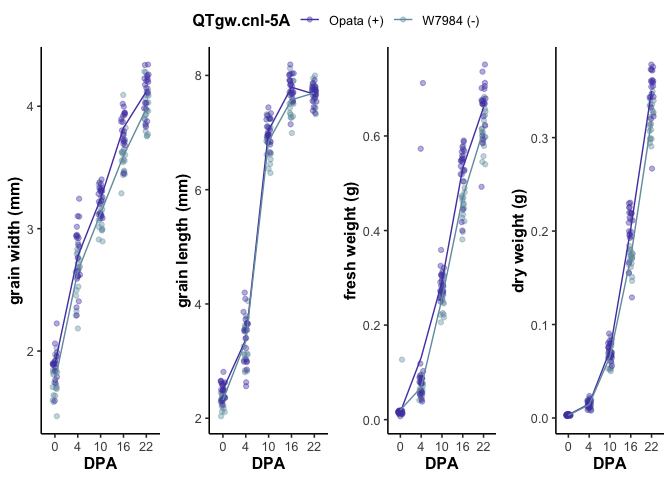 QTgw.cnl-5A Opata (+) W7984 (-)
grain width (mm)
4
3
2
0 4 10 16 22
DPA
grain length (mm)
8
6
4
2
0 4 10 16 22
DPA
fresh weight (g)
0.6
0.4
0.2
0.0
0 4 10 16 22
DPA
dry weight (g)
0.3
0.2
0.1
0.0
0 4 10 16 22
DPA